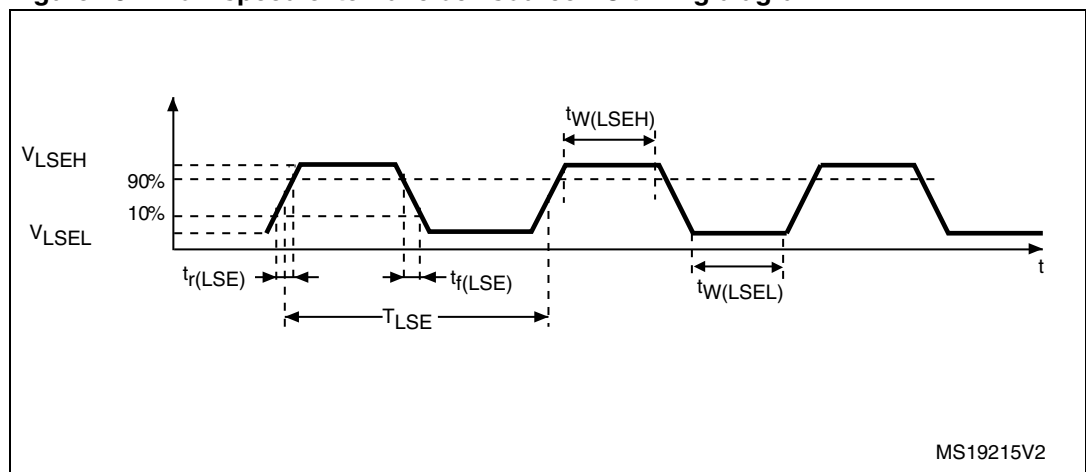 tW(LSEH)
VLSEH
90%
10%
VLSEL
tr(LSE)
tf(LSE)
tW(LSEL)
t
TLSE
MS19215V2